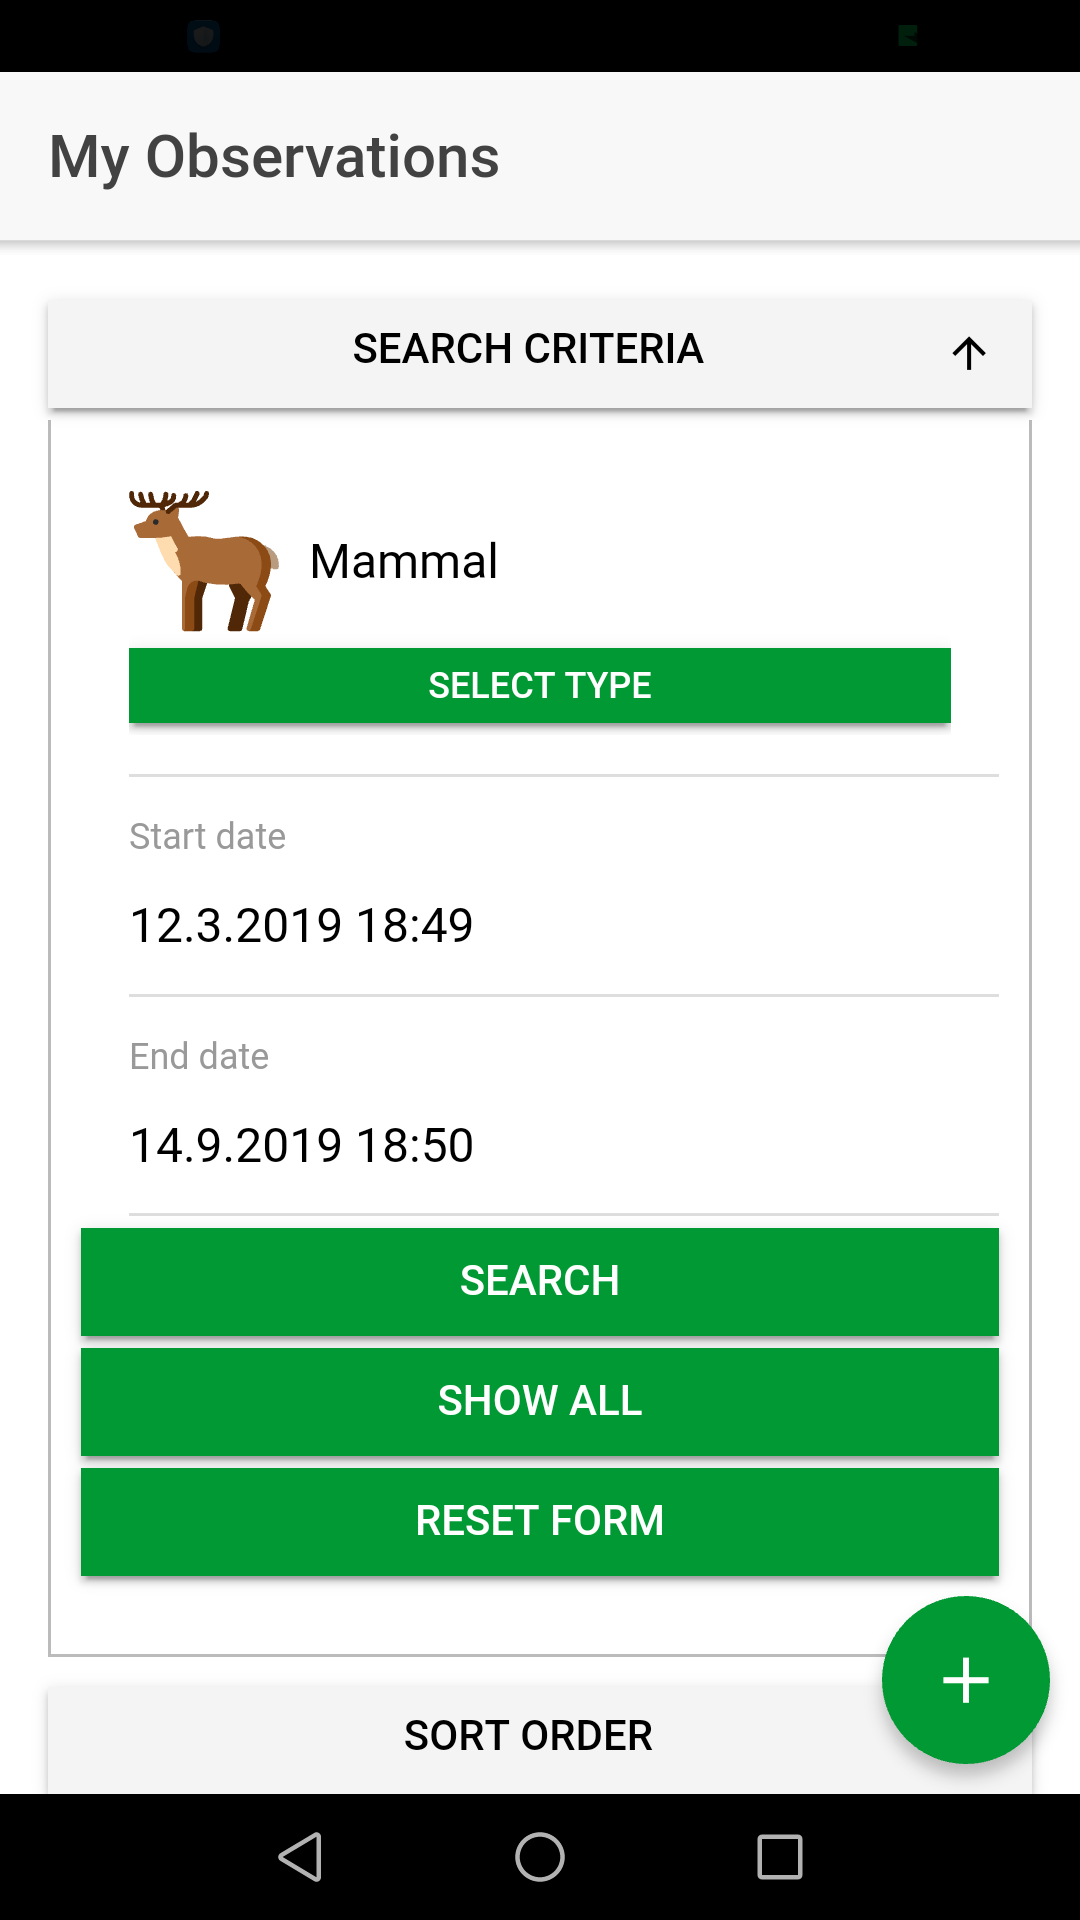 My Observations
SEARCH CRITERIA
Mammal
SELECT TYPE
Start date
12.3.2019 18:49
End date
14.9.2019 18:50
SEARCH
SHOW ALL
RESET FORM
SORT ORDER